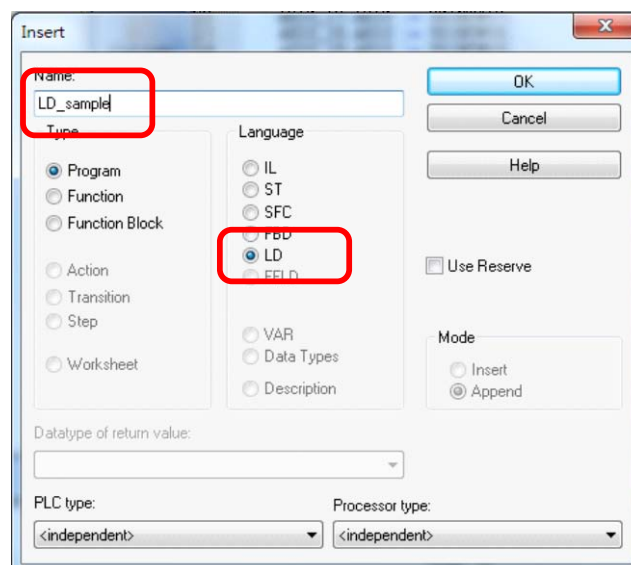 Insert
Name:
LD_sample
OK
Cancel
Help
Type
Program
Function
Function Block
Action
Transition
Step
Worksheet
Language
IL
ST
SFC
FBD
LD
FFLD
VAR
Data Types
Description
Use Reserve
Mode
Insert
Append
Datatype of return value:
PLC type:
<independent>
Processor type:
<independent>